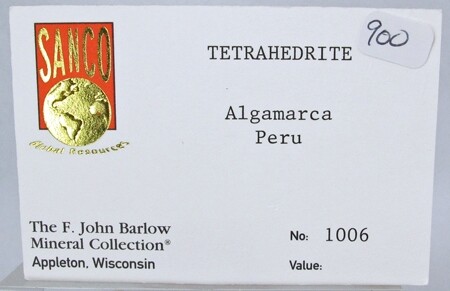 SANCO
Global Resources
TETRAHEDRITE
900
Algamarca
Peru
The F. John Barlow
Mineral Collection®
Appleton, Wisconsin
No: 1006
Value: